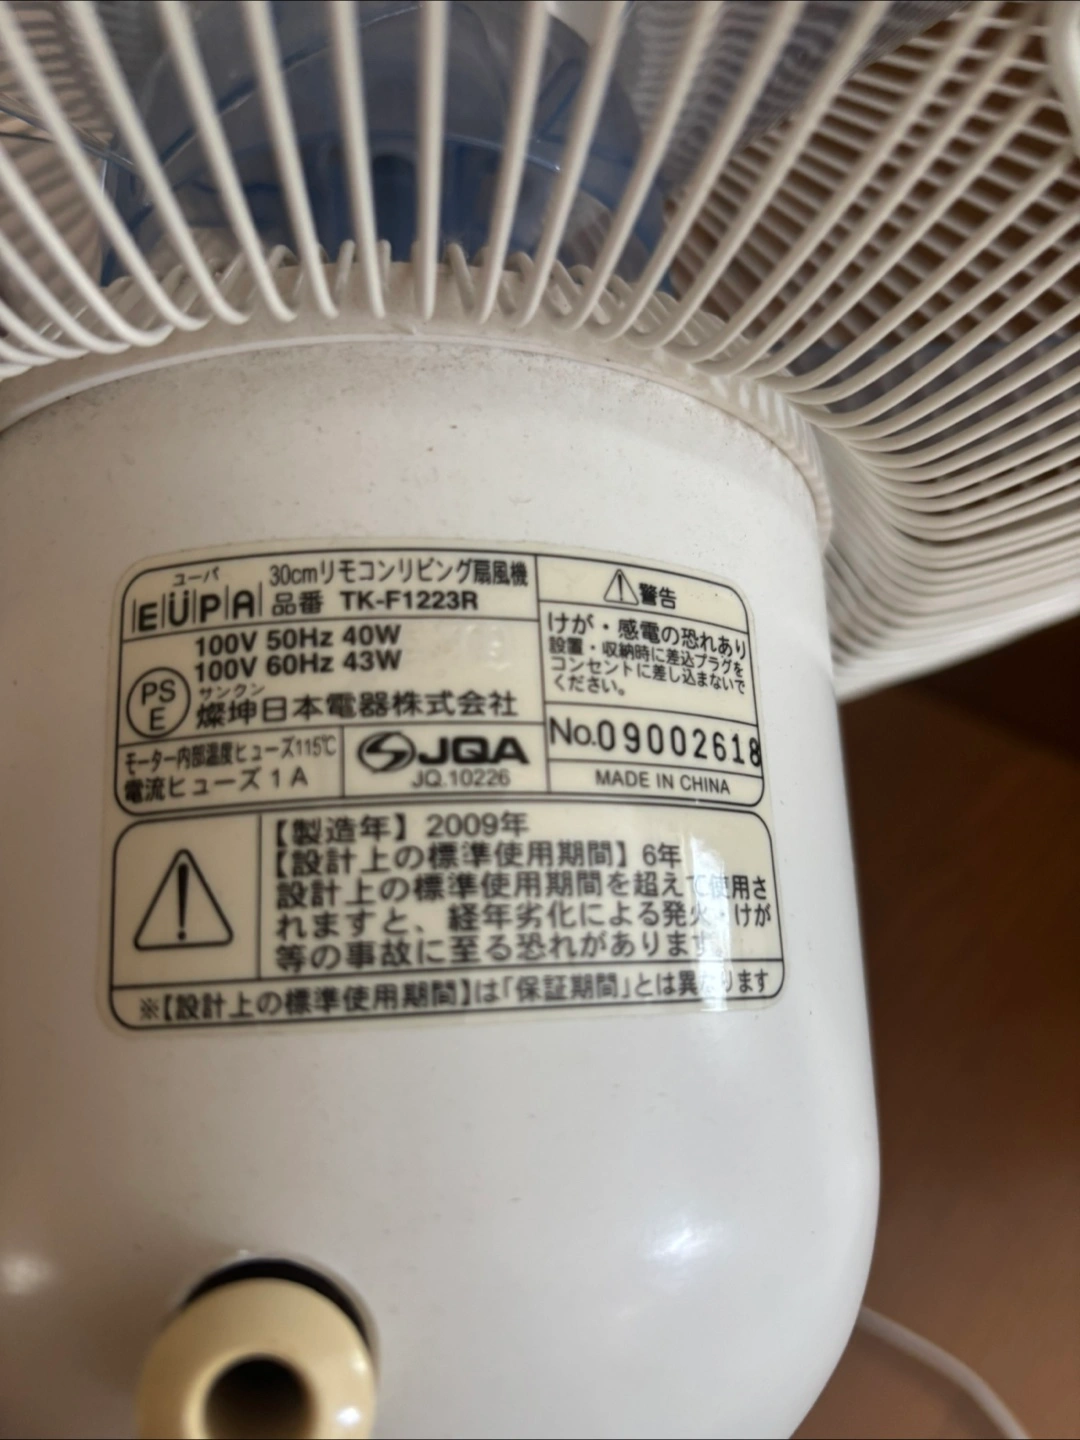 ユーパ
EÜPA
30cmリモコンリビング扇風機
品番 TK-F1223R
100V 50Hz 40W
100V 60Hz 43W
PS
E
サンクン
燦坤日本電器株式会社
モーター内部温度ヒューズ115℃
電流ヒューズ 1A
JQA
JQ.10226
警告
けが・感電の恐れあり
設置・収納時に差込プラグを
コンセントに差し込まないで
ください。
No.09002618
MADE IN CHINA
【製造年】2009年
【設計上の標準使用期間】6年
設計上の標準使用期間を超えて使用さ
れますと、経年劣化による発火・けが
等の事故に至る恐れがあります。
※【設計上の標準使用期間】は「保証期間」とは異なります